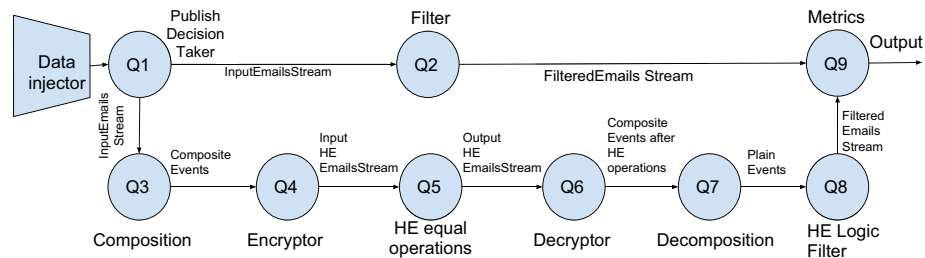 Publish
Decision
Taker
Filter
Metrics
Data
injector
Q1
Q2
Q9
Output
InputEmailsStream
FilteredEmails Stream
InputEmails
Stream
Composite
Events
Input
HE
EmailsStream
Output
HE
EmailsStream
Composite
Events after
HE
operations
Plain
Events
Filtered
Emails
Stream
Q3
Q4
Q5
Q6
Q7
Q8
Composition
Encryptor
HE equal
operations
Decryptor
Decomposition
HE Logic
Filter